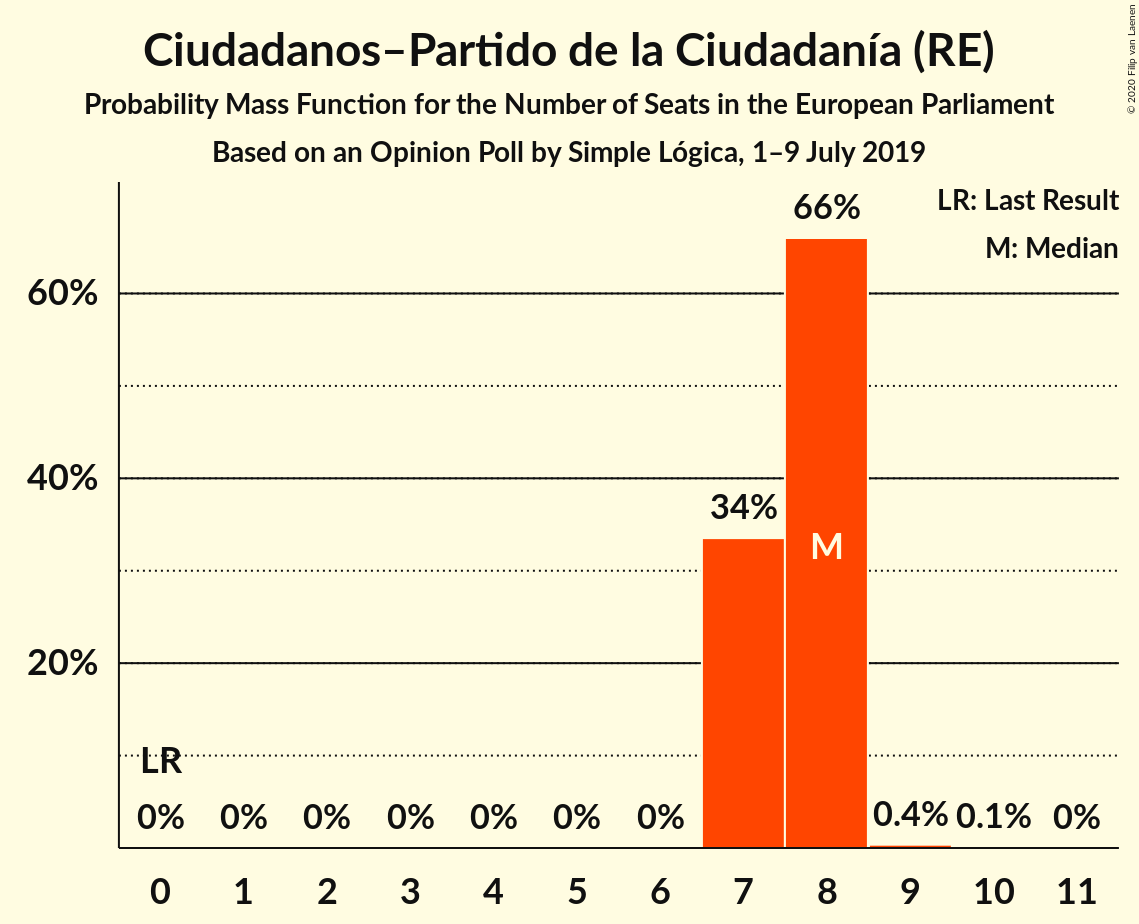 Ciudadanos–Partido de la Ciudadanía (RE)
Probability Mass Function for the Number of Seats in the European Parliament
Based on an Opinion Poll by Simple Lógica, 1–9 July 2019
© 2020 Filip van Laenen
LR: Last Result
M: Median
60%
40%
20%
66%
34%
M
LR
0% 0% 0% 0% 0% 0% 0% 0.4% 0.1% 0%
0 1 2 3 4 5 6 7 8 9 10 11